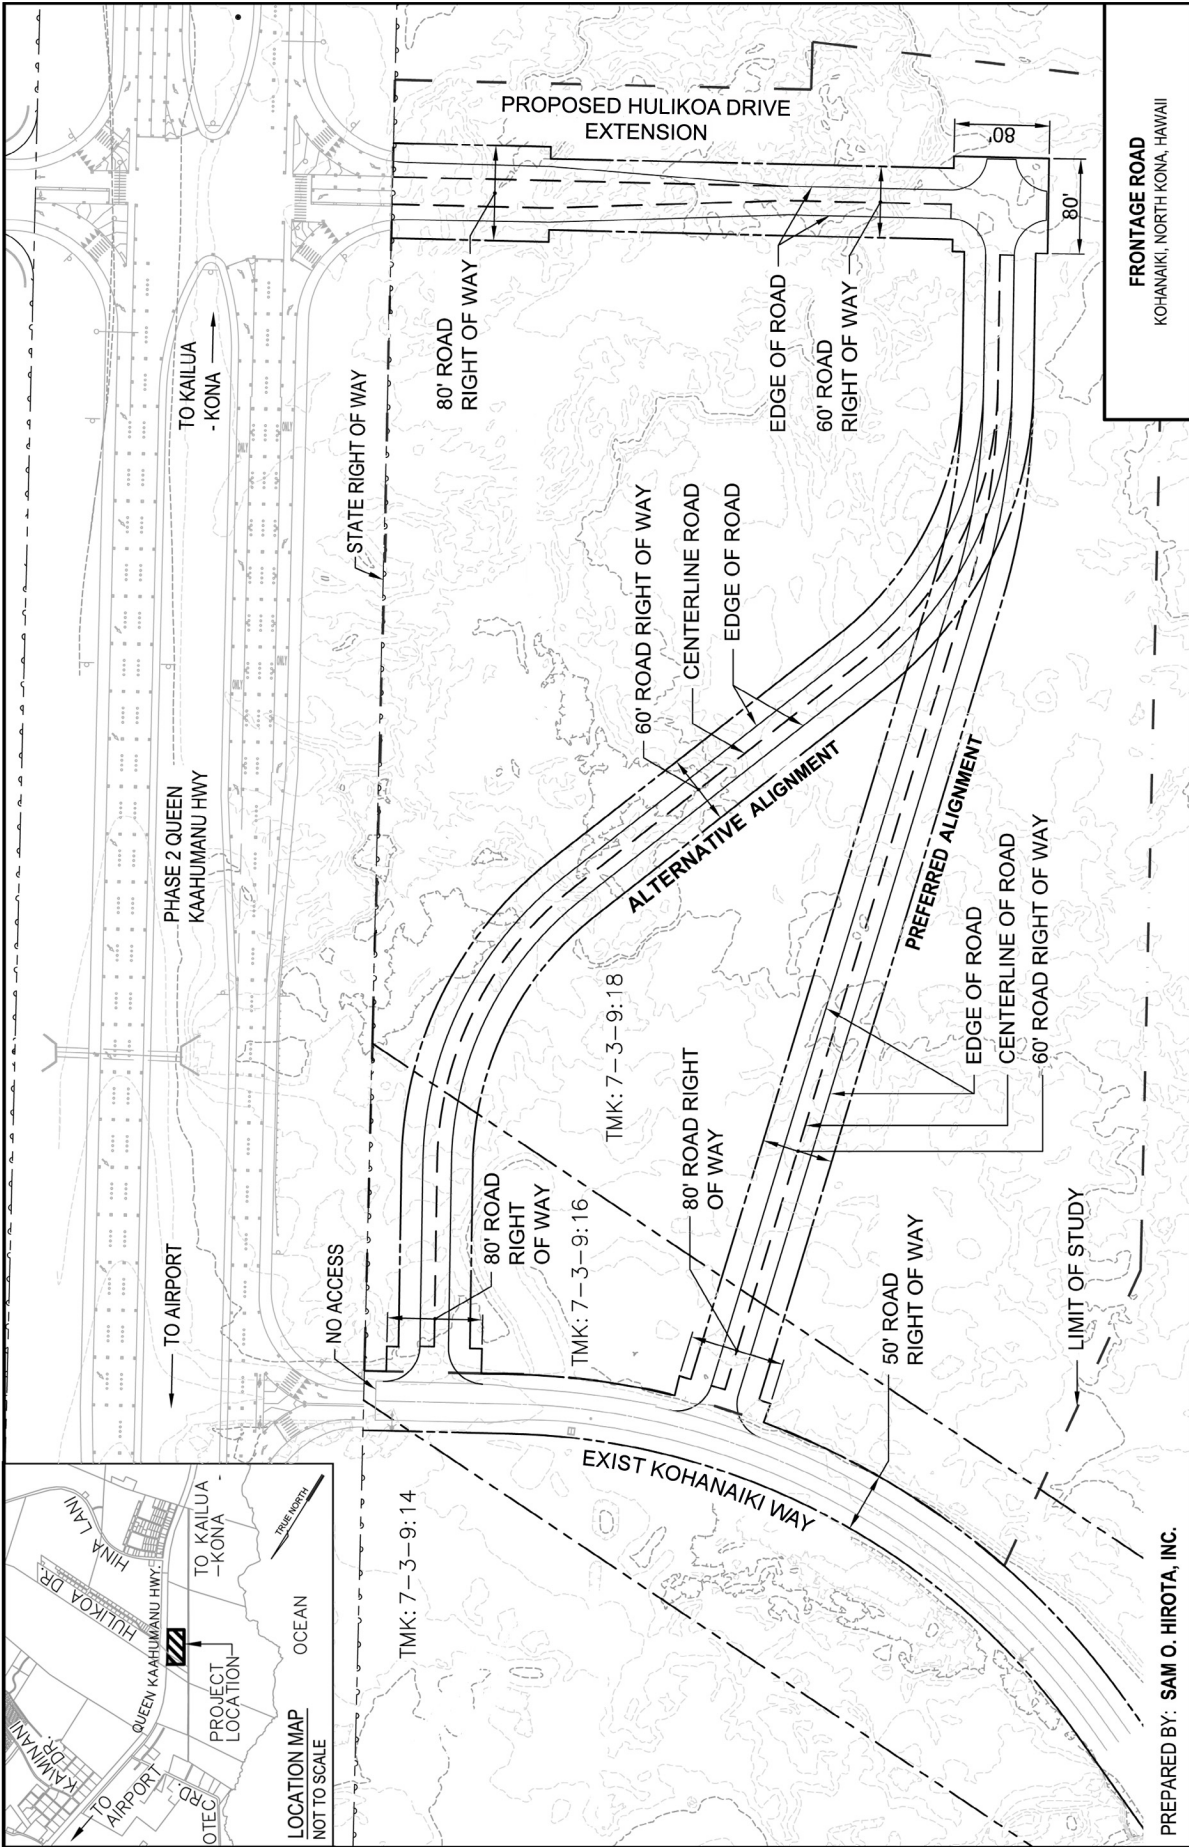 PROPOSED HULIKOA DRIVE
EXTENSION
80'
80'
FRONTAGE ROAD
KOHANAIKI, NORTH KONA, HAWAII
TO KAILUA
- KONA
STATE RIGHT OF WAY
80' ROAD
RIGHT OF WAY
EDGE OF ROAD
60' ROAD
RIGHT OF WAY
60' ROAD RIGHT OF WAY
CENTERLINE ROAD
EDGE OF ROAD
ONLY
ONLY
ONLY
ONLY
PHASE 2 QUEEN
KAAHUMANU HWY
ALTERNATIVE ALIGNMENT
PREFERRED ALIGNMENT
EDGE OF ROAD
CENTERLINE OF ROAD
60' ROAD RIGHT OF WAY
TMK: 7-3-9:18
80' ROAD RIGHT
OF WAY
TO AIRPORT
NO ACCESS
80' ROAD
RIGHT
OF WAY
TMK: 7-3-9:16
50' ROAD
RIGHT OF WAY
LIMIT OF STUDY
EXIST KOHANAIKI WAY
TMK: 7-3-9:14
HINA LANI
HULIKOA DR.
KAIMINANI
DR.
QUEEN KAAHUMANU HWY.
TO KAILUA
-KONA
TO
AIRPORT
OTEC RD.
PROJECT
LOCATION
OCEAN
TRUE NORTH
LOCATION MAP
NOT TO SCALE
PREPARED BY: SAM O. HIROTA, INC.